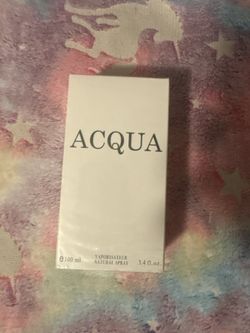 ACQUA
VAPORISATEUR
℮100 ml NATURAL SPRAY 3.4 fl.oz